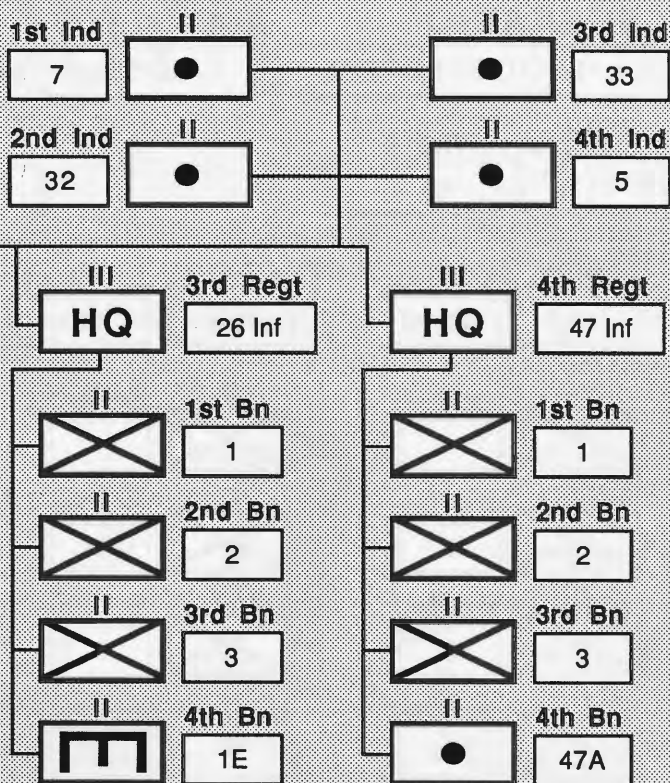 II II
1st Ind 3rd Ind
7 33
II II
2nd Ind 4th Ind
32 5
III III
3rd Regt 4th Regt
HQ 26 Inf HQ 47 Inf
II II
1st Bn 1st Bn
1 1
II II
2nd Bn 2nd Bn
2 2
II II
3rd Bn 3rd Bn
3 3
II II
4th Bn 4th Bn
1E 47A